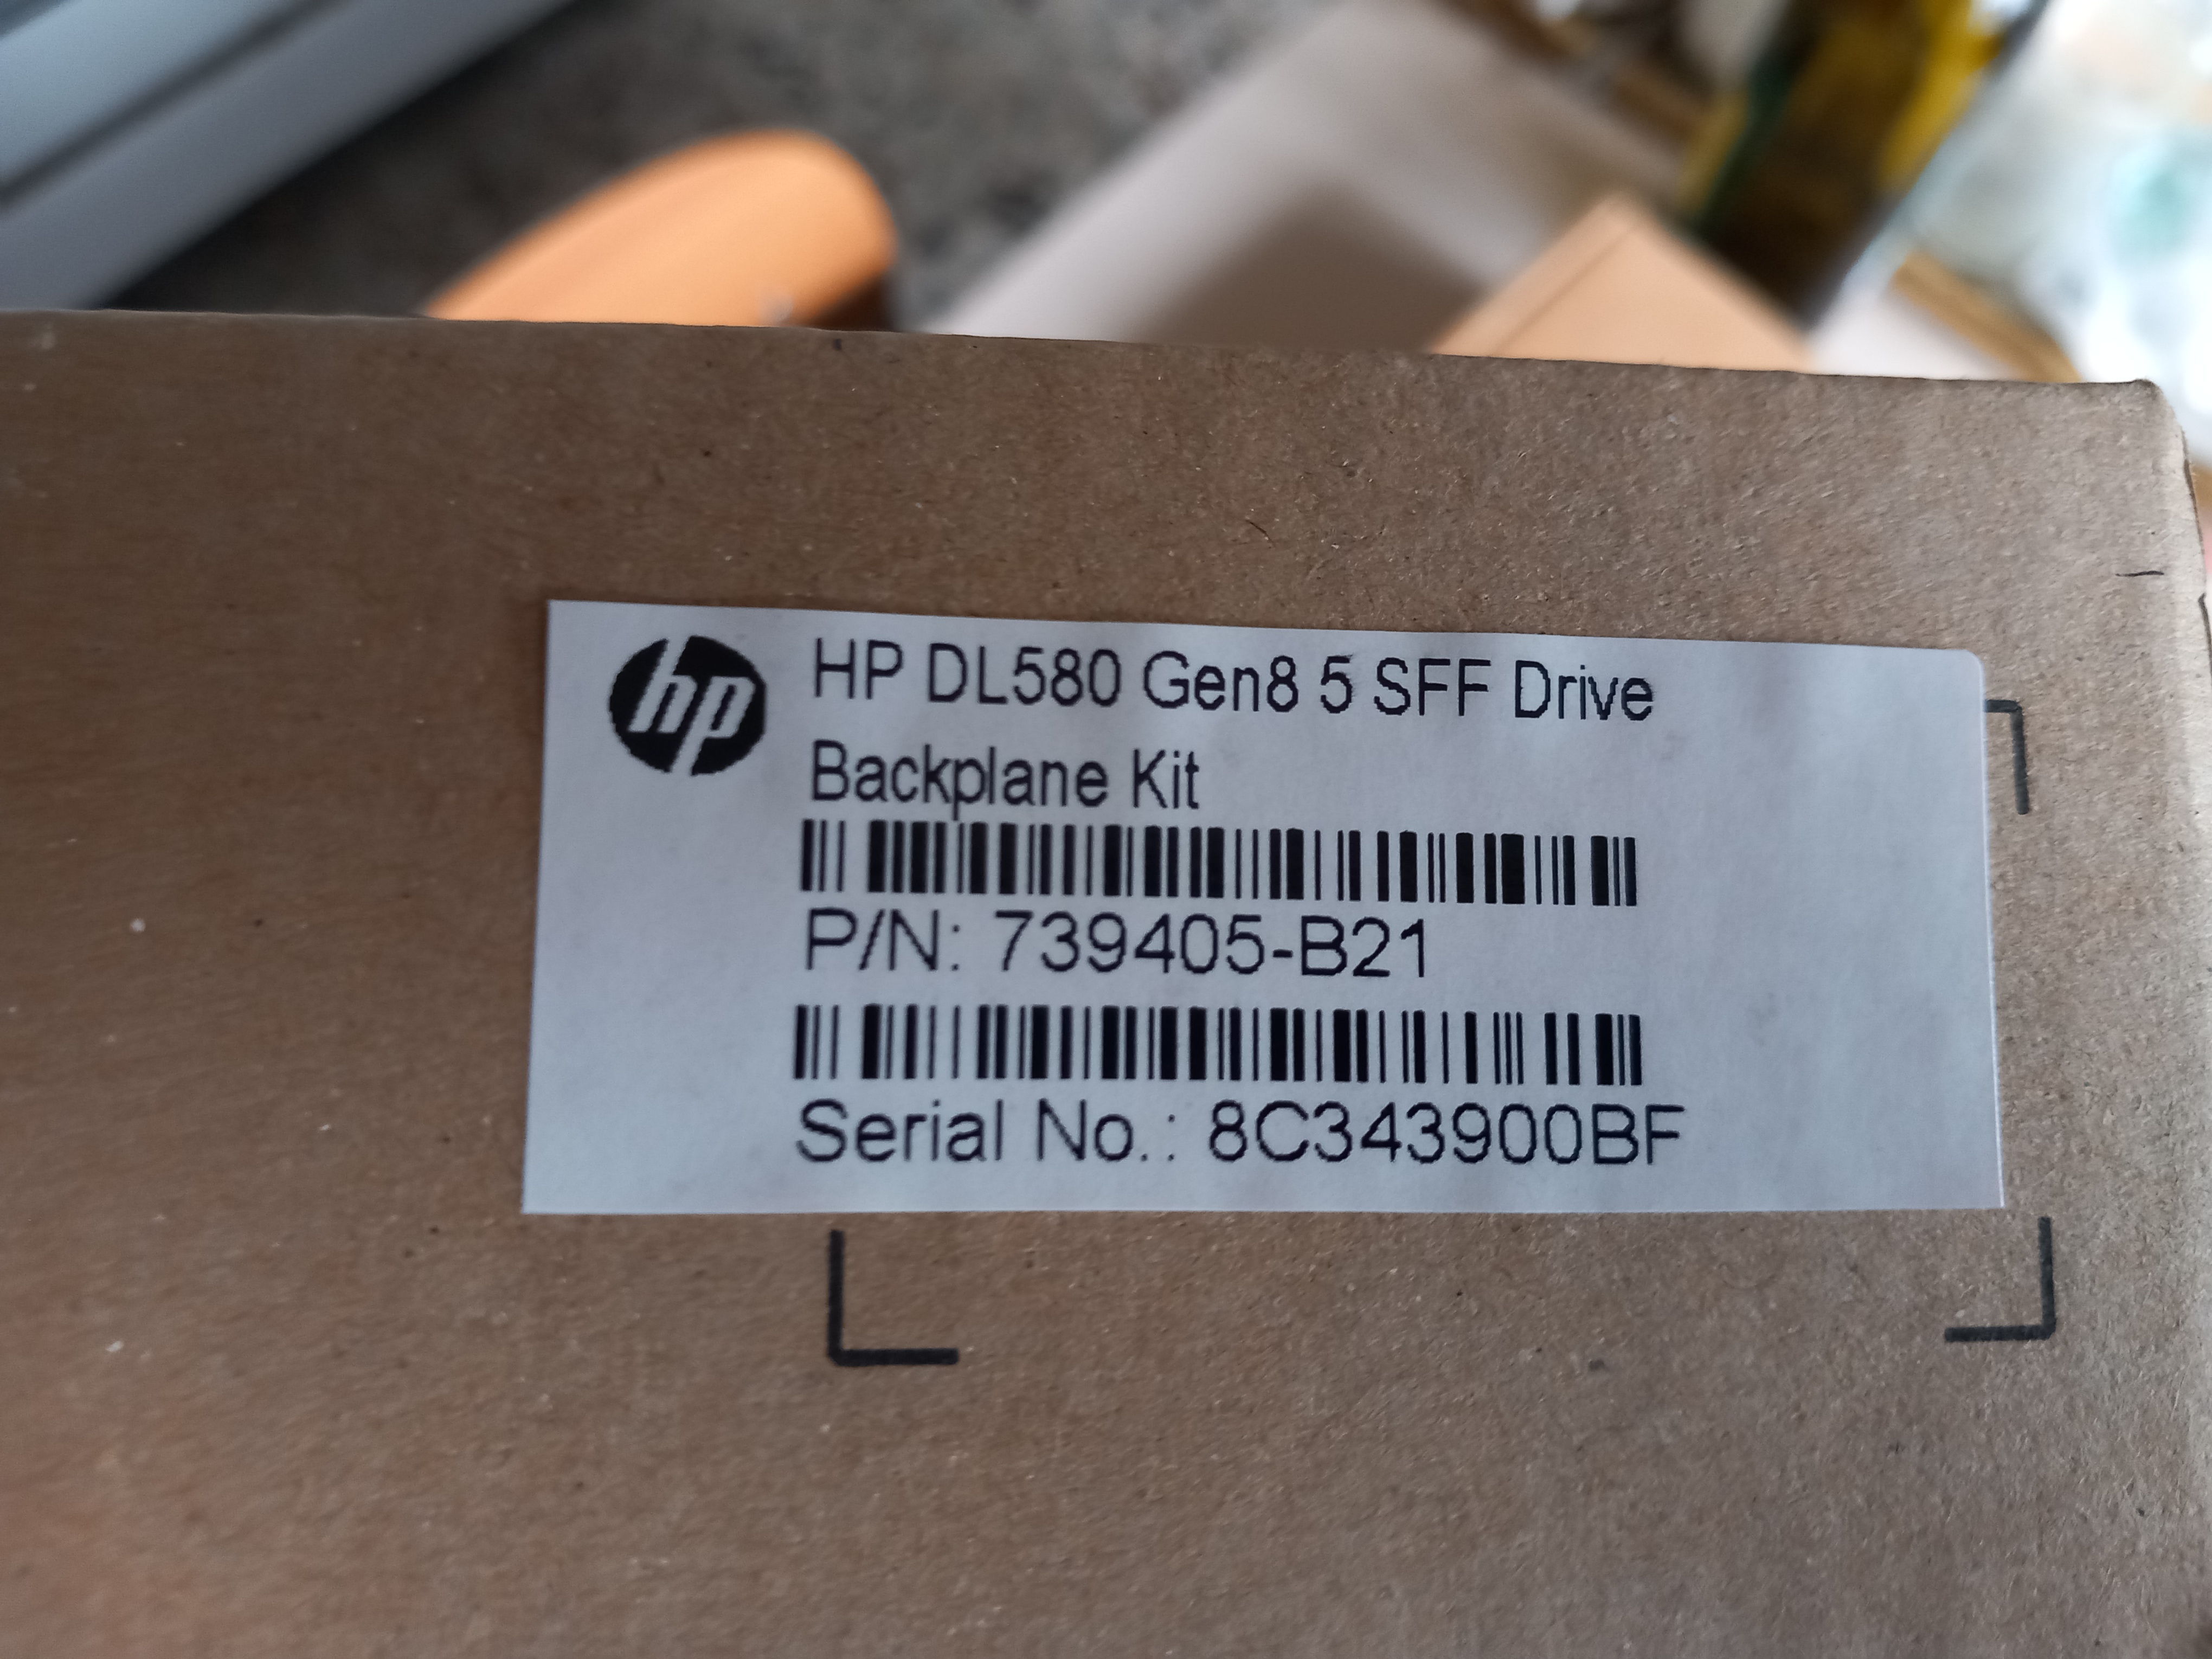 hp
HP DL580 Gen8 5 SFF Drive
Backplane Kit
P/N: 739405-B21
Serial No.: 8C343900BF